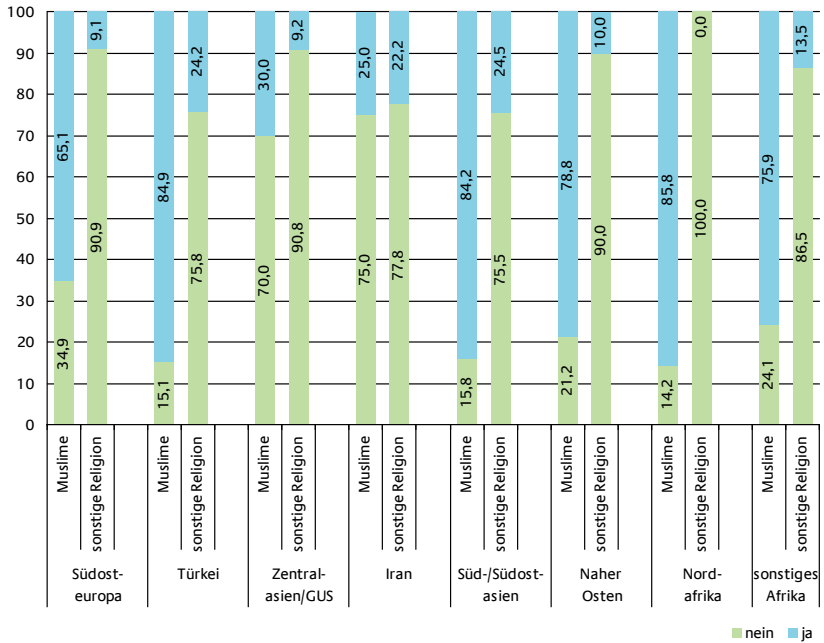 100
90
80
70
60
50
40
30
20
10
0
65,1
34,9
9,1
90,9
84,9
15,1
24,2
75,8
30,0
70,0
9,2
90,8
25,0
75,0
22,2
77,8
84,2
15,8
24,5
75,5
78,8
21,2
10,0
90,0
85,8
14,2
0,0
100,0
75,9
24,1
13,5
86,5
Muslime
sonstige Religion
Muslime
sonstige Religion
Muslime
sonstige Religion
Muslime
sonstige Religion
Muslime
sonstige Religion
Muslime
sonstige Religion
Muslime
sonstige Religion
Muslime
sonstige Religion
Südost-
europa
Türkei
Zentral-
asien/GUS
Iran
Süd-/Südost-
asien
Naher
Osten
Nord-
afrika
sonstiges
Afrika
nein ja